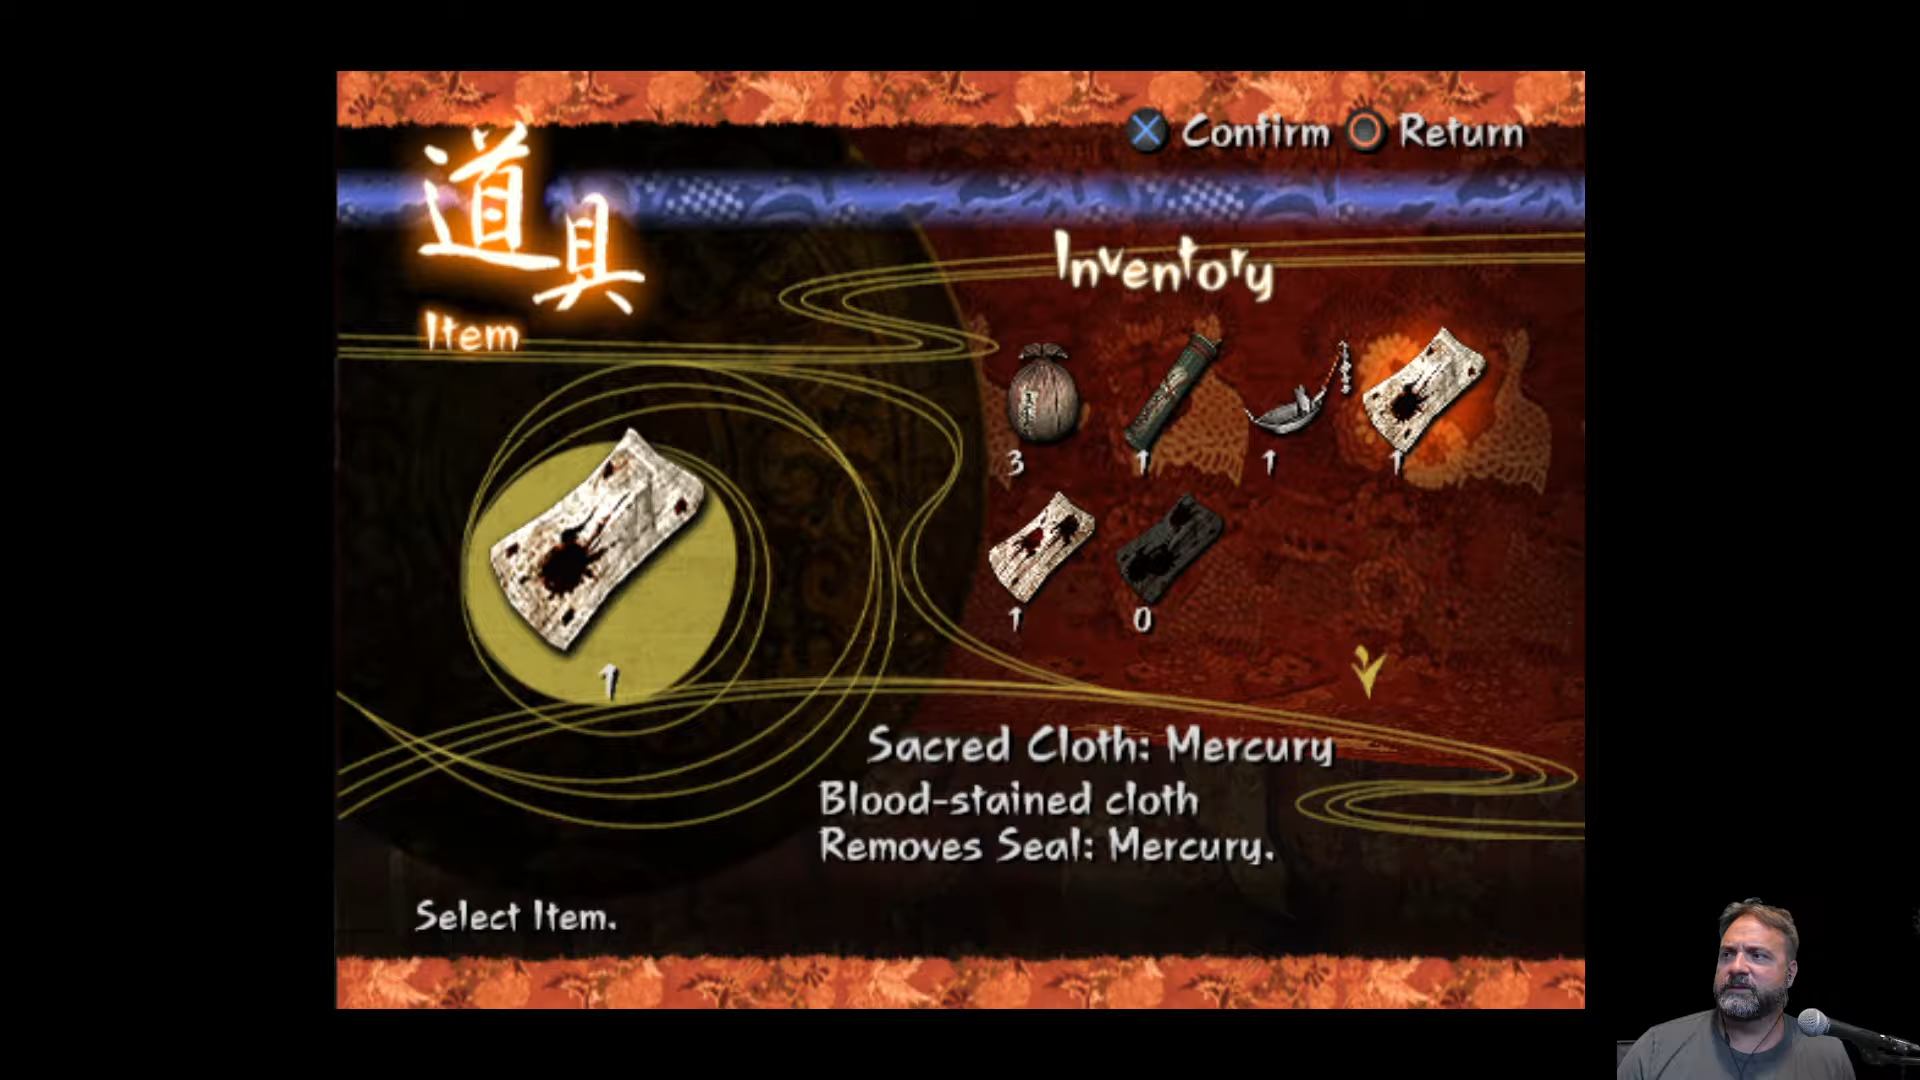 Confirm Return
道具
Item
Inventory
3 1 1 1
1 0
1
Sacred Cloth: Mercury
Blood-stained cloth
Removes Seal: Mercury.
Select Item.